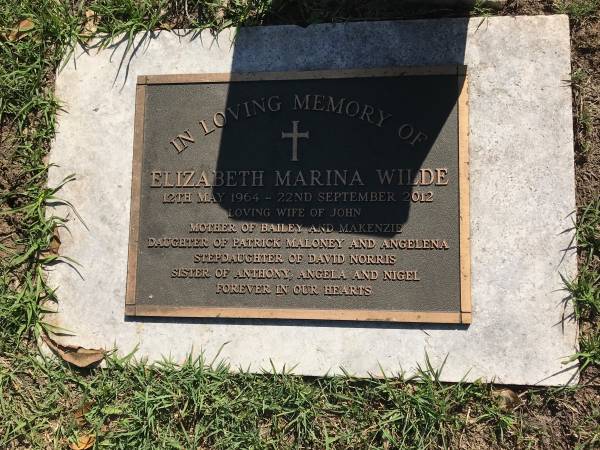 IN LOVING MEMORY OF
ELIZABETH MARINA WILDE
12TH MAY 1964 - 22ND SEPTEMBER 2012
LOVING WIFE OF JOHN
MOTHER OF BAILEY AND MAKENZIE
DAUGHTER OF PATRICK MALONEY AND ANGELENA
STEPDAUGHTER OF DAVID NORRIS
SISTER OF ANTHONY, ANGELA AND NIGEL
FOREVER IN OUR HEARTS